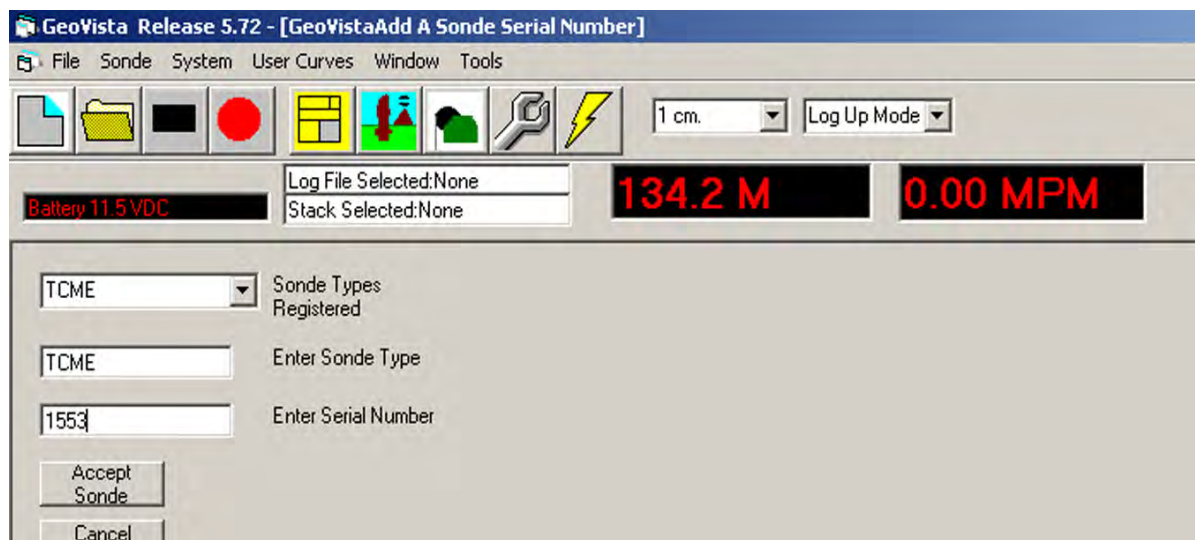 GeoVista Release 5.72 - [GeoVistaAdd A Sonde Serial Number]
File Sonde System User Curves Window Tools
1 cm. Log Up Mode
Log File Selected:None
134.2 M 0.00 MPM
Battery 11.5 VDC
Stack Selected:None
TCME Sonde Types
Registered
TCME Enter Sonde Type
1553 Enter Serial Number
Accept
Sonde
Cancel